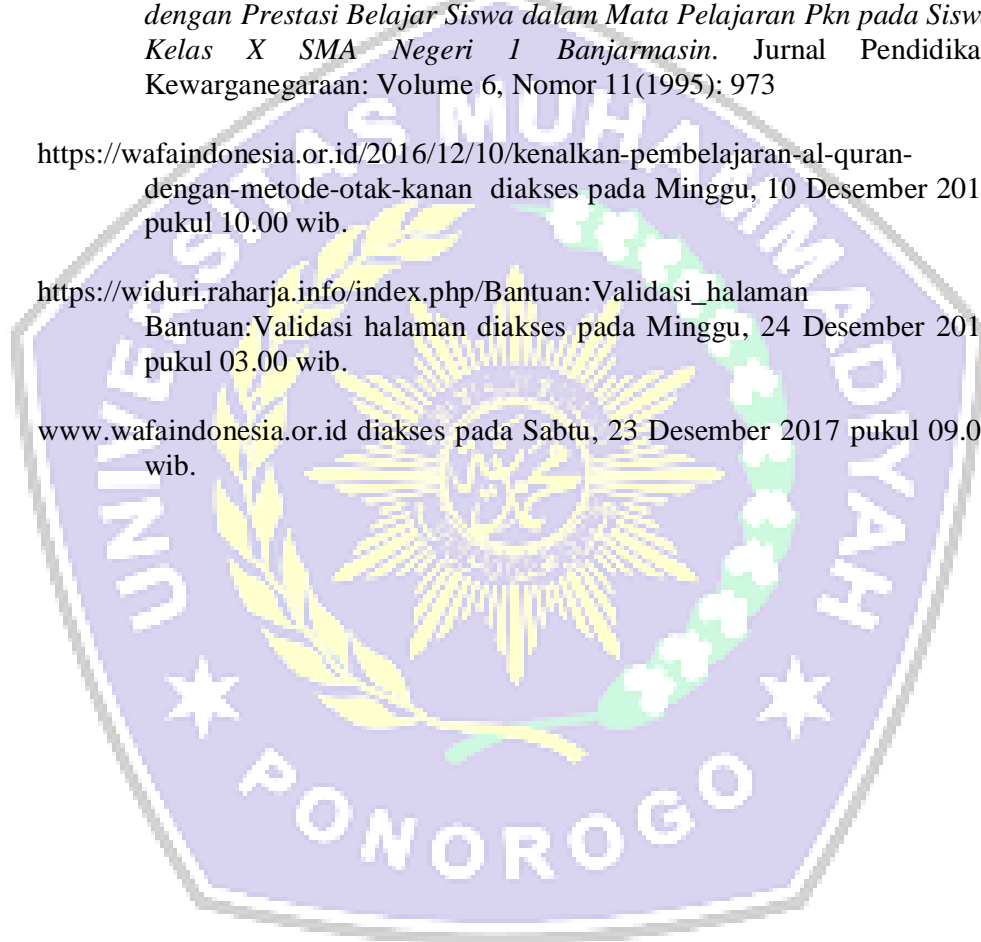 dengan Prestasi Belajar Siswa dalam Mata Pelajaran Pkn pada Sisw
Kelas X SMA Negeri 1 Banjarmasin. Jurnal Pendidika
Kewarganegaraan: Volume 6, Nomor 11(1995): 973
https://wafaindonesia.or.id/2016/12/10/kenalkan-pembelajaran-al-quran-
dengan-metode-otak-kanan diakses pada Minggu, 10 Desember 201
pukul 10.00 wib.
https://widuri.raharja.info/index.php/Bantuan:Validasi_halaman
Bantuan:Validasi halaman diakses pada Minggu, 24 Desember 201
pukul 03.00 wib.
www.wafaindonesia.or.id diakses pada Sabtu, 23 Desember 2017 pukul 09.0
wib.
UNIVERSITAS MUHAMMADIYAH
PONOROGO